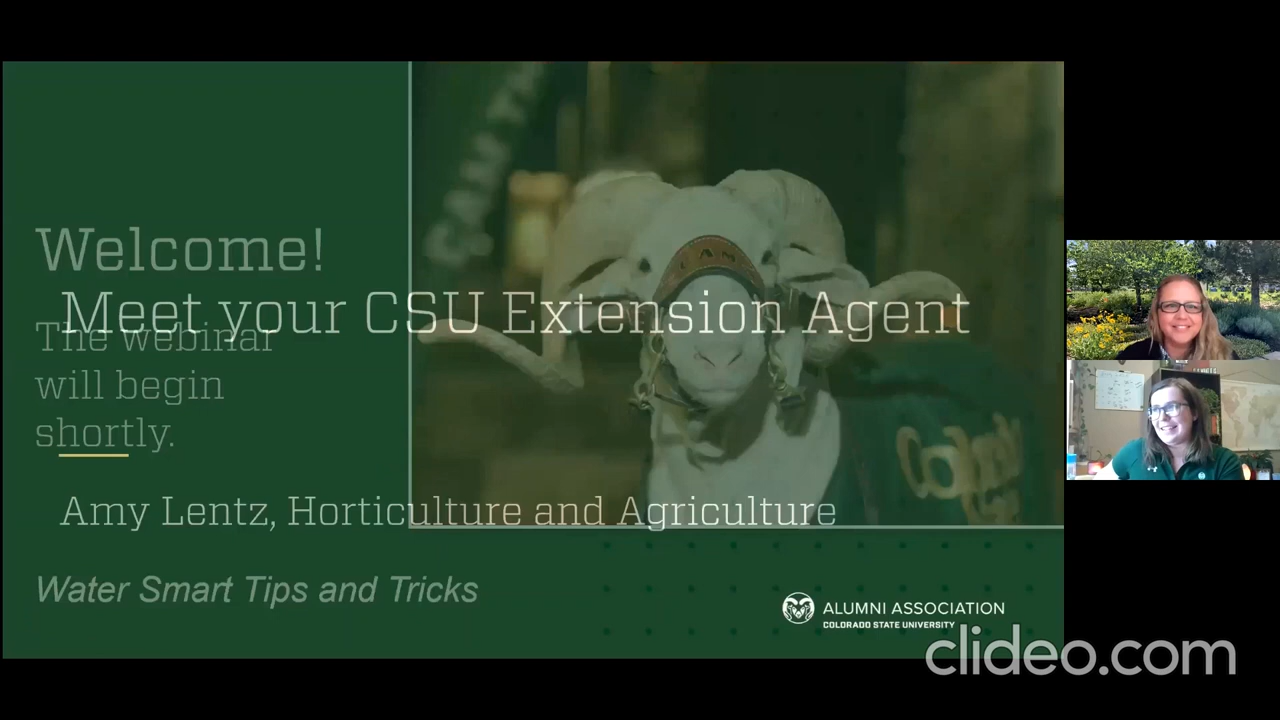 Welcome!
Meet your CSU Extension Agent
The webinar
will begin
shortly.
Amy Lentz, Horticulture and Agriculture
Water Smart Tips and Tricks
ALUMNI ASSOCIATION
COLORADO STATE UNIVERSITY
clideo.com
RAM